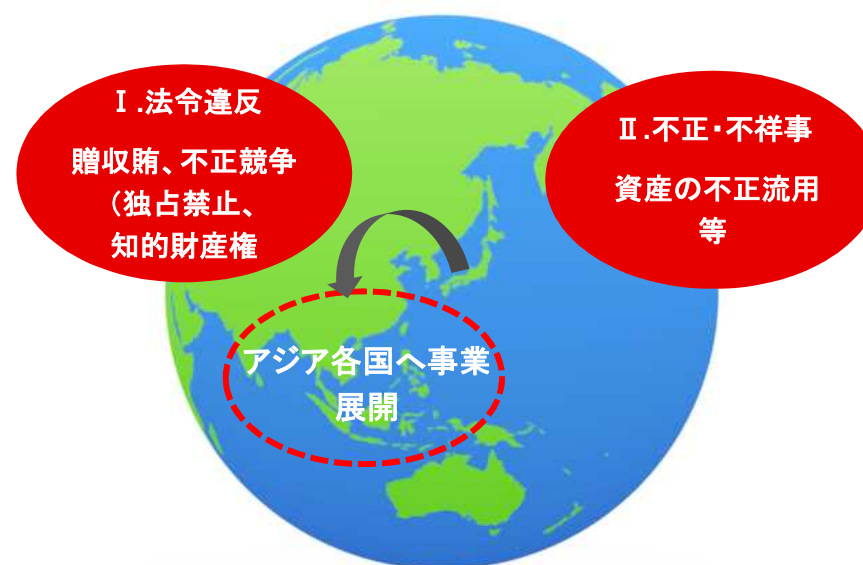 Ⅰ.法令違反
贈収賄、不正競争
（独占禁止、
知的財産権
Ⅱ.不正・不祥事
資産の不正流用
等
アジア各国へ事業
展開